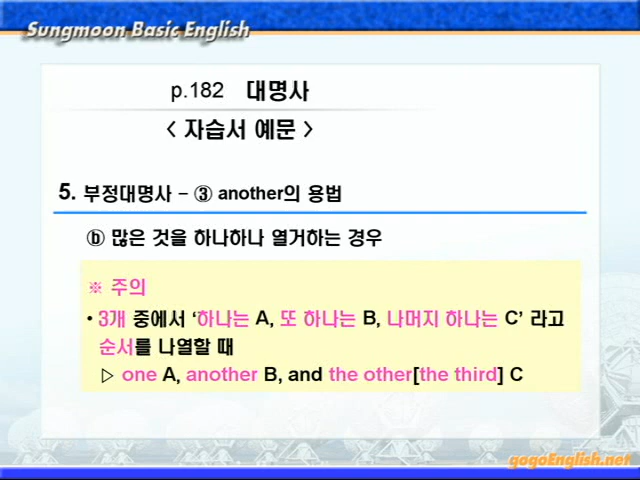 Sungmoon Basic English
p.182 대명사
< 자습서 예문 >
5. 부정대명사 – ③ another의 용법
ⓑ 많은 것을 하나하나 열거하는 경우
※ 주의
• 3개 중에서 ‘하나는 A, 또 하나는 B, 나머지 하나는 C’ 라고
순서를 나열할 때
▷ one A, another B, and the other[the third] C
gogoEnglish.net